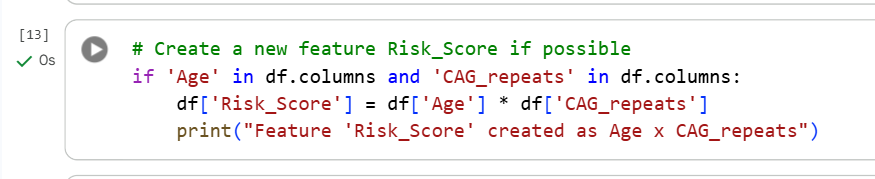 [13]
0s
# Create a new feature Risk_Score if possible
if 'Age' in df.columns and 'CAG_repeats' in df.columns:
    df['Risk_Score'] = df['Age'] * df['CAG_repeats']
    print("Feature 'Risk_Score' created as Age x CAG_repeats")